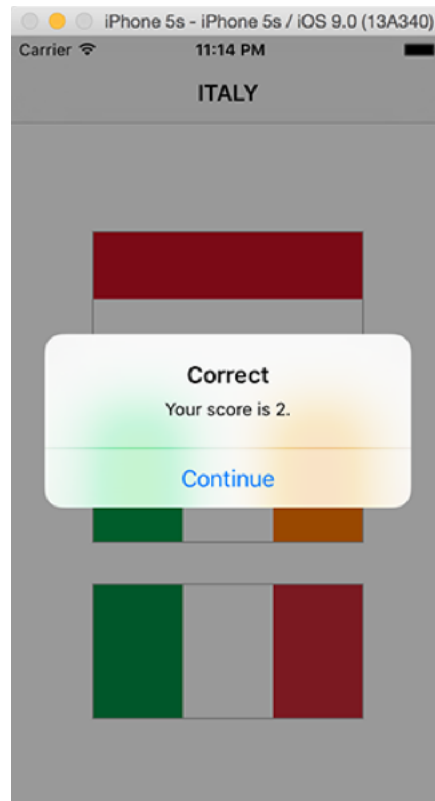 iPhone 5s - iPhone 5s / iOS 9.0 (13A340)
Carrier 11:14 PM
ITALY
Correct
Your score is 2.
Continue